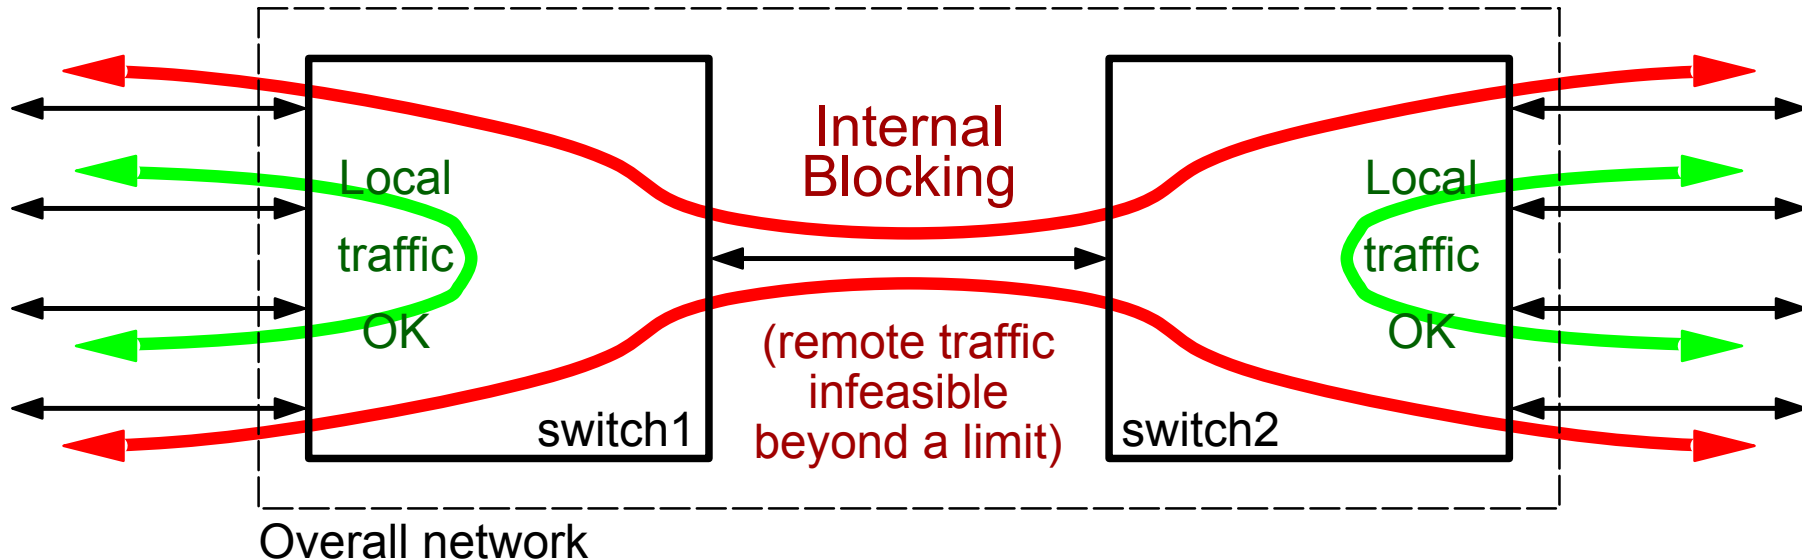 Internal
Blocking
Local
traffic
OK
Local
traffic
OK
(remote traffic
infeasible
beyond a limit)
switch1
switch2
Overall network